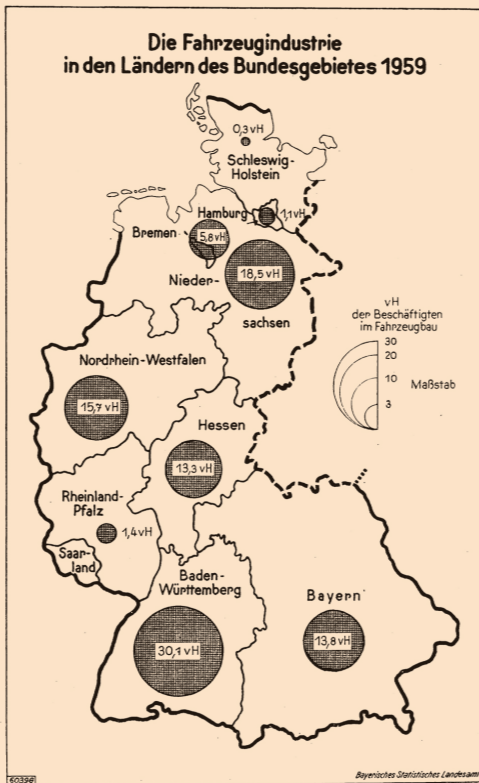 Die Fahrzeugindustrie
in den Ländern des Bundesgebietes 1959
0,3 vH
Schleswig-
Holstein
Hamburg
1,1 vH
Bremen
5,8 vH
18,5 vH
Nieder-
sachsen
vH
der Beschäftigten
im Fahrzeugbau
30
20
10
3
Maßstab
Nordrhein-Westfalen
15,7 vH
Hessen
13,3 vH
Rheinland-
Pfalz
1,4 vH
Saar-
land
Baden-
Württemberg
30,1 vH
Bayern
13,8 vH
60396
Bayerisches Statistisches Landesamt